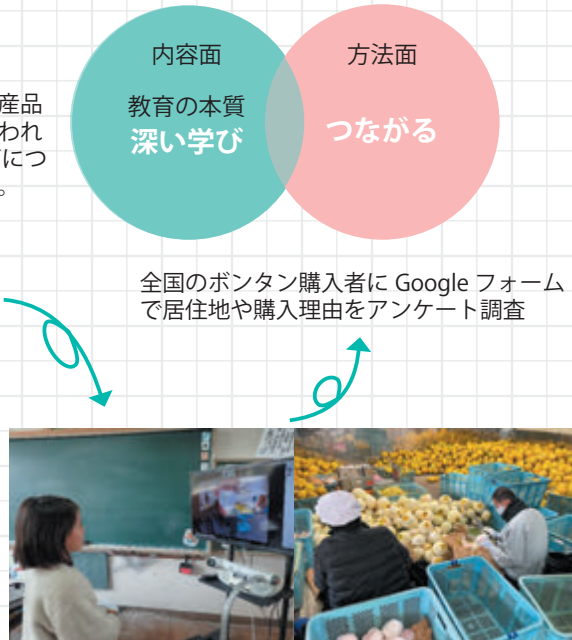 内容面
教育の本質
深い学び
方法面
つながる
産品
われ
につ
。
全国のボンタン購入者に Google フォーム
で居住地や購入理由をアンケート調査